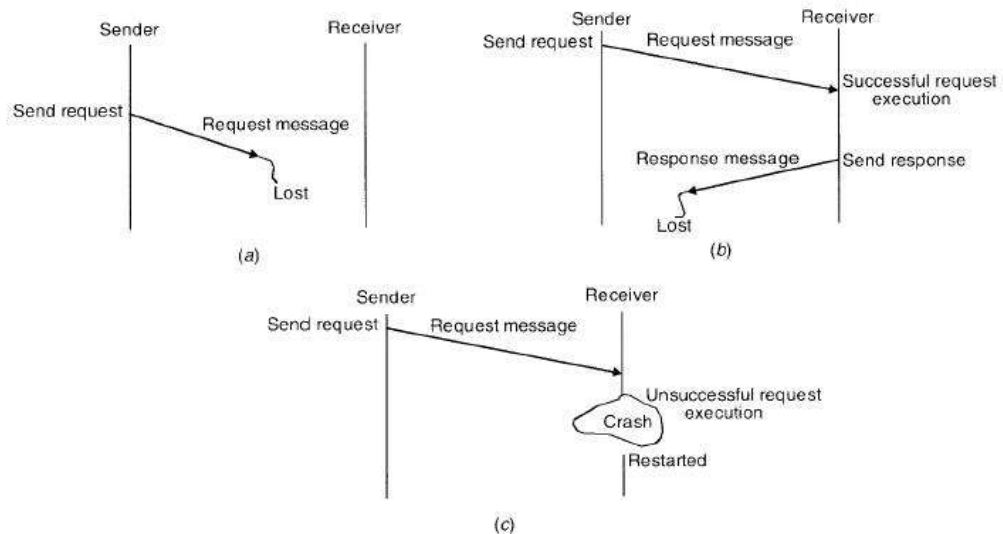 Sender
Receiver
Send request
Request message
Lost
(a)
Sender
Receiver
Send request
Request message
Successful request
execution
Response message
Send response
Lost
(b)
Sender
Receiver
Send request
Request message
Unsuccessful request
execution
Crash
Restarted
(c)